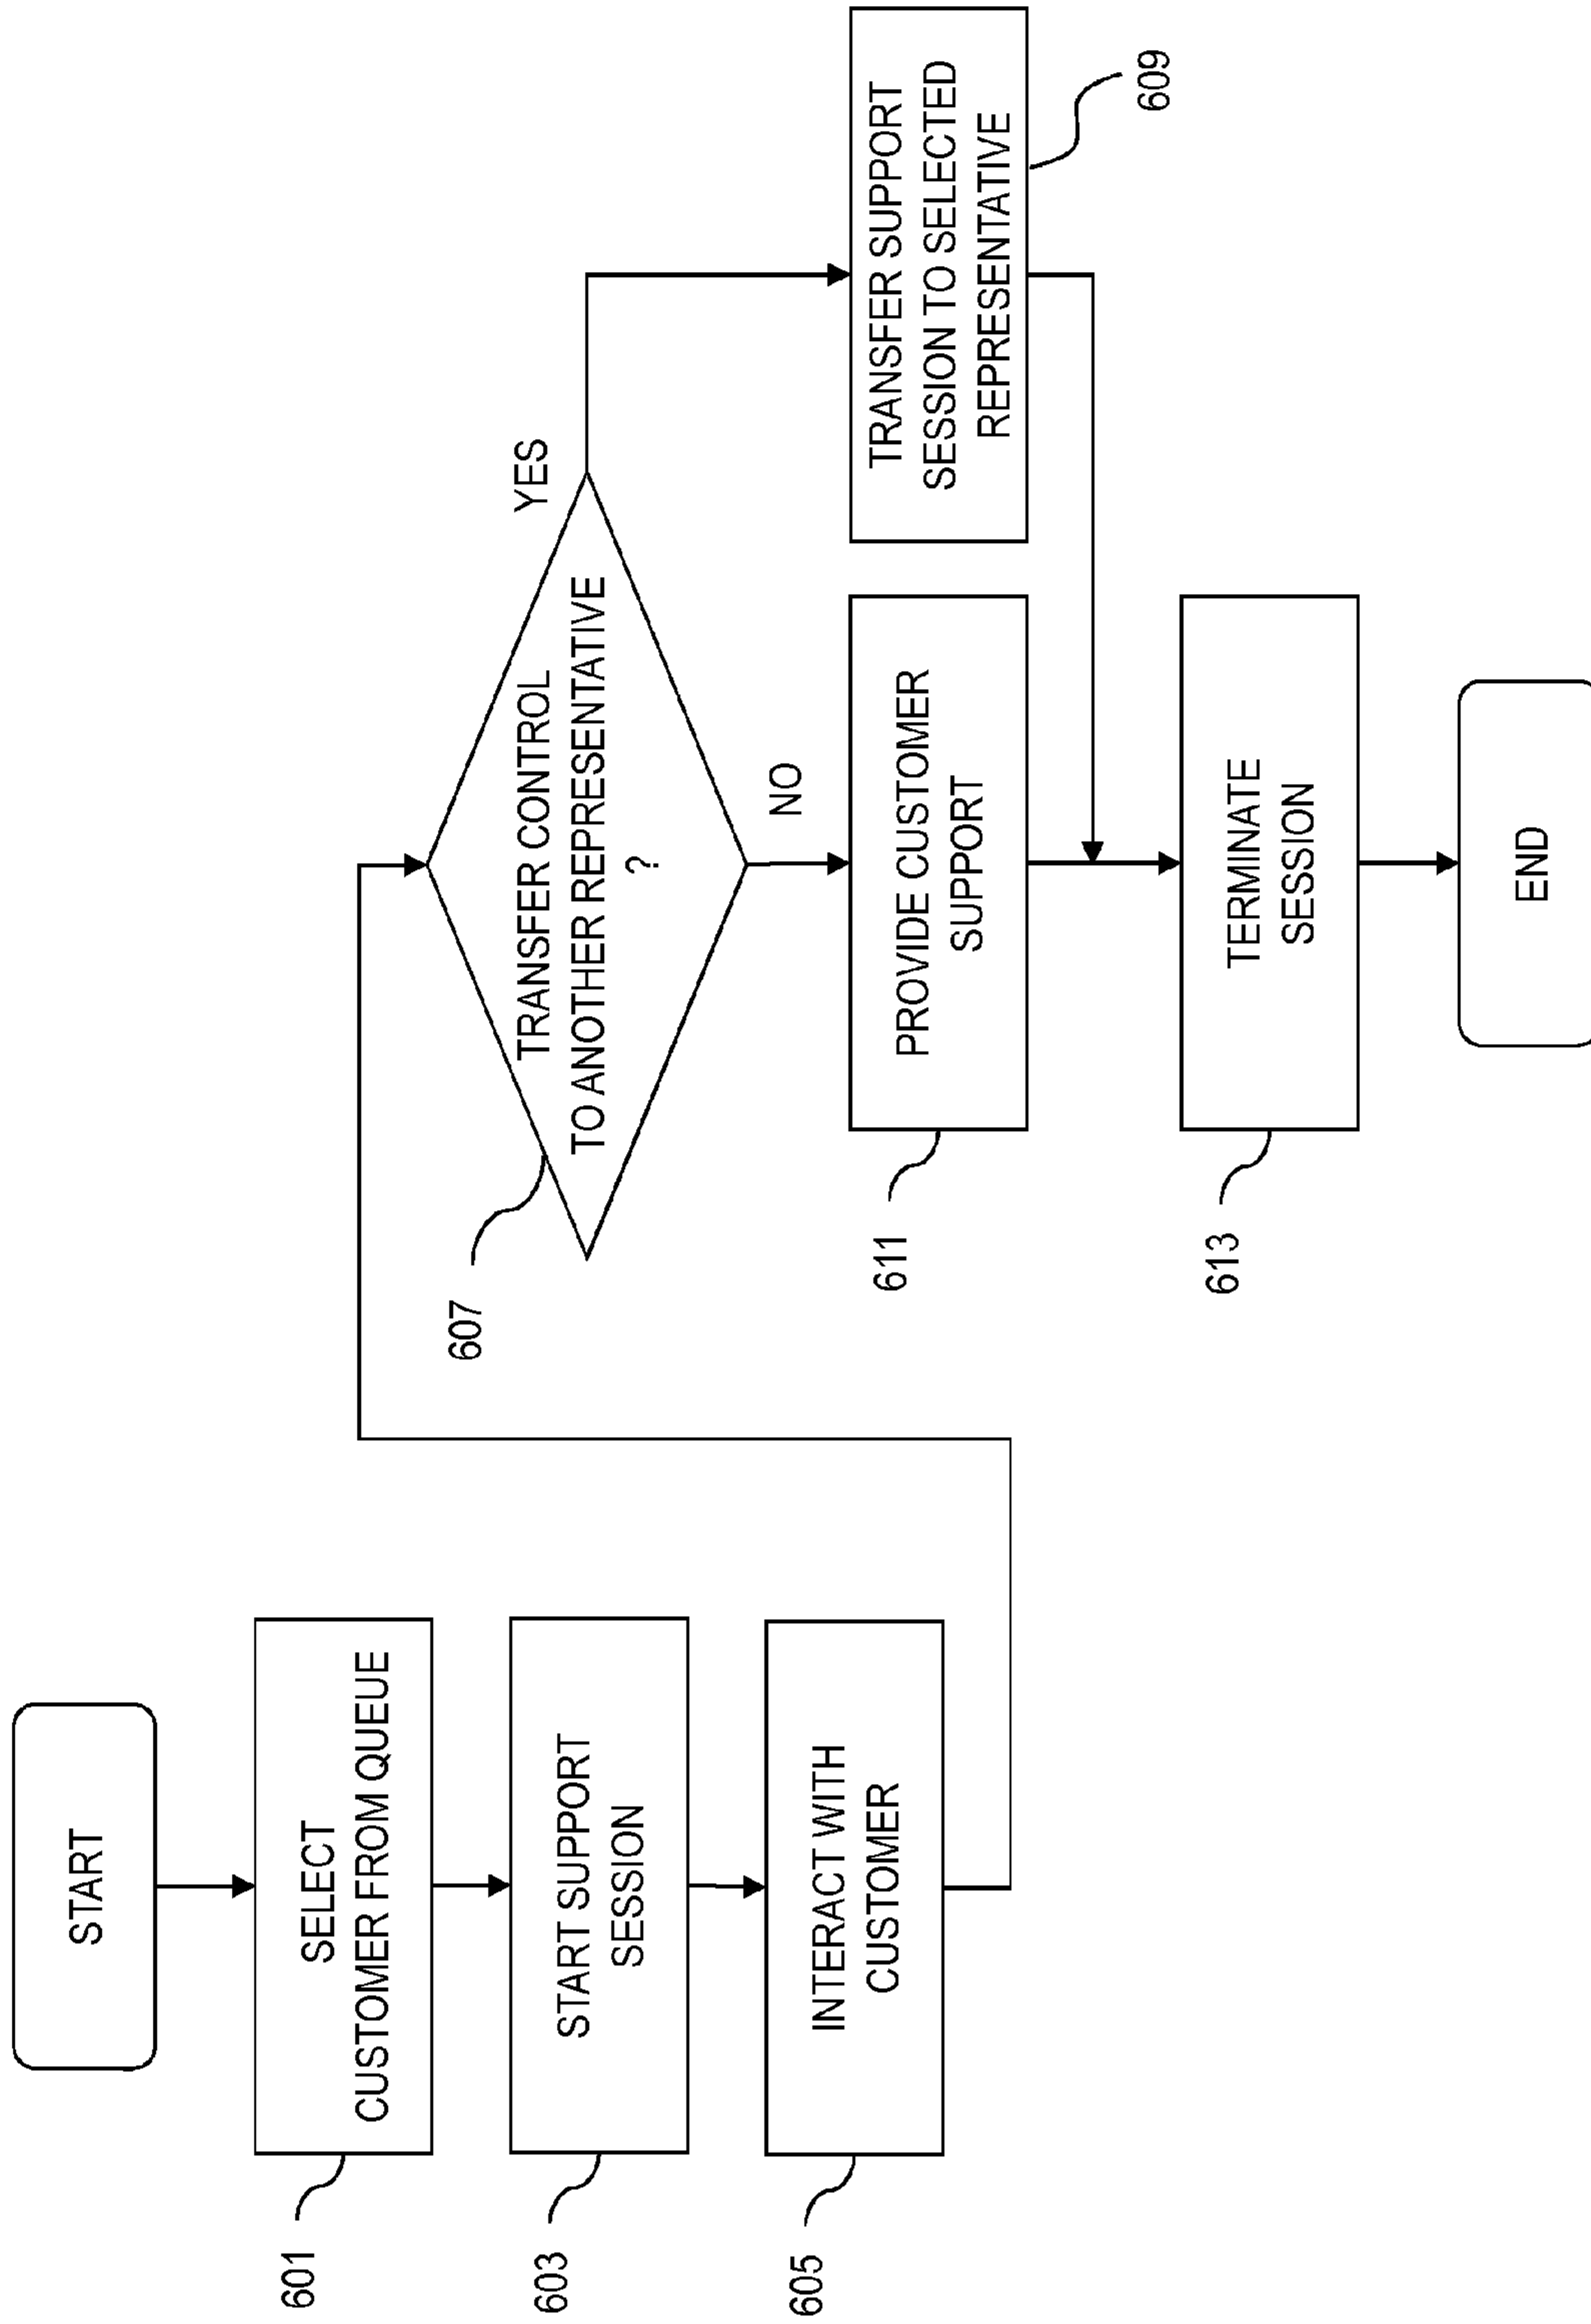 START
SELECT
CUSTOMER FROM QUEUE
601
START SUPPORT
SESSION
603
INTERACT WITH
CUSTOMER
605
TRANSFER CONTROL
TO ANOTHER REPRESENTATIVE
?
607
YES
NO
TRANSFER SUPPORT
SESSION TO SELECTED
REPRESENTATIVE
609
PROVIDE CUSTOMER
SUPPORT
611
TERMINATE
SESSION
613
END